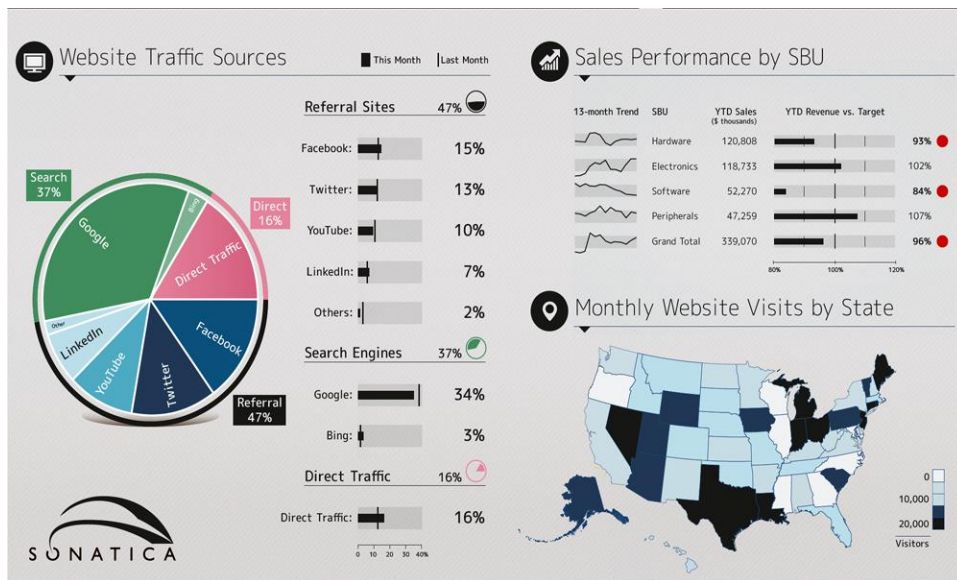 Website Traffic Sources
This Month
Last Month
Referral Sites 47%
Facebook: 15%
Twitter: 13%
YouTube: 10%
LinkedIn: 7%
Others: 2%
Search Engines 37%
Google: 34%
Bing: 3%
Direct Traffic 16%
Direct Traffic: 16%
0 10 20 30 40%
Search
37%
Direct
16%
Referral
47%
Google
Bing
Direct Traffic
Facebook
Twitter
YouTube
LinkedIn
Other
SONATICA
Sales Performance by SBU
13-month Trend SBU YTD Sales YTD Revenue vs. Target
($ thousands)
Hardware 120,808 93%
Electronics 118,733 102%
Software 52,270 84%
Peripherals 47,259 107%
Grand Total 339,070 96%
80% 100% 120%
Monthly Website Visits by State
0
10,000
20,000
Visitors